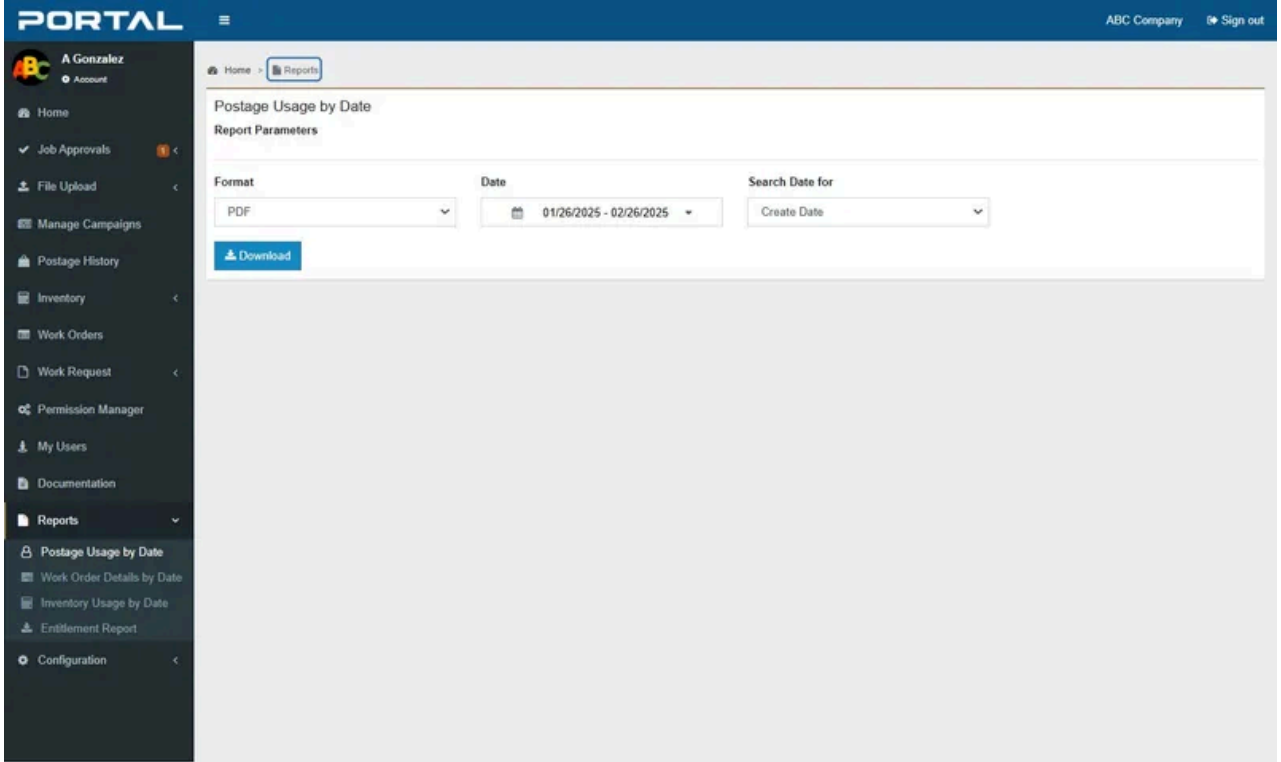 PORTAL
ABC Company Sign out
ABC
A Gonzalez
Account
Home > Reports
Postage Usage by Date
Report Parameters
Format Date Search Date for
PDF 01/26/2025 - 02/26/2025 Create Date
Download
Home
Job Approvals 1
File Upload
Manage Campaigns
Postage History
Inventory
Work Orders
Work Request
Permission Manager
My Users
Documentation
Reports
Postage Usage by Date
Work Order Details by Date
Inventory Usage by Date
Entitlement Report
Configuration